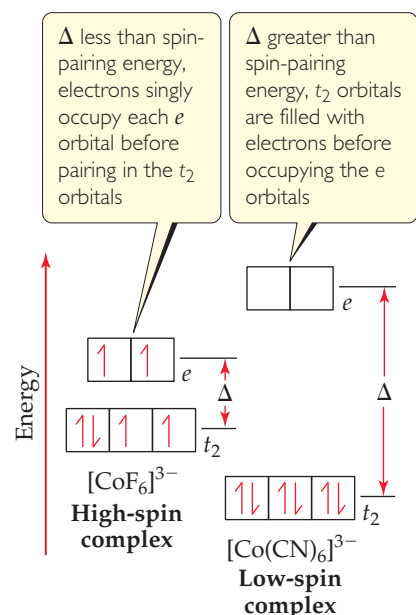 Δ less than spin-
pairing energy,
electrons singly
occupy each e
orbital before
pairing in the t₂
orbitals
Δ greater than
spin-pairing
energy, t₂ orbitals
are filled with
electrons before
occupying the e
orbitals
Energy
e
Δ
t₂
[CoF₆]³⁻
High-spin
complex
e
Δ
t₂
[Co(CN)₆]³⁻
Low-spin
complex